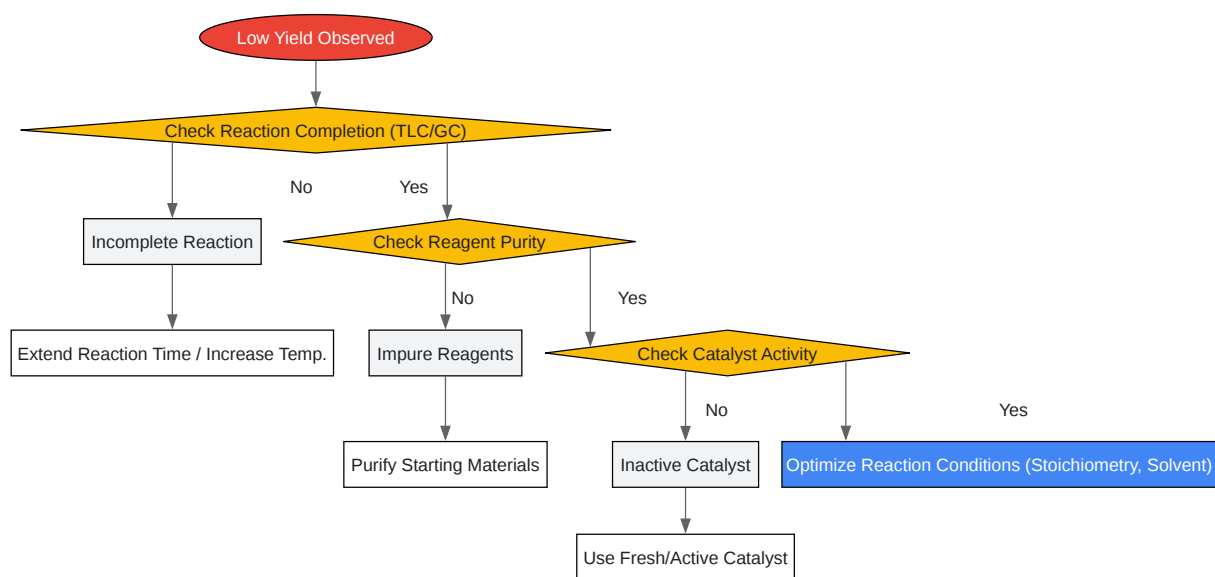 Low Yield Observed
Check Reaction Completion (TLC/GC)
No
Yes
Incomplete Reaction
Check Reagent Purity
No
Yes
Extend Reaction Time / Increase Temp.
Impure Reagents
Check Catalyst Activity
No
Yes
Purify Starting Materials
Inactive Catalyst
Optimize Reaction Conditions (Stoichiometry, Solvent)
Use Fresh/Active Catalyst